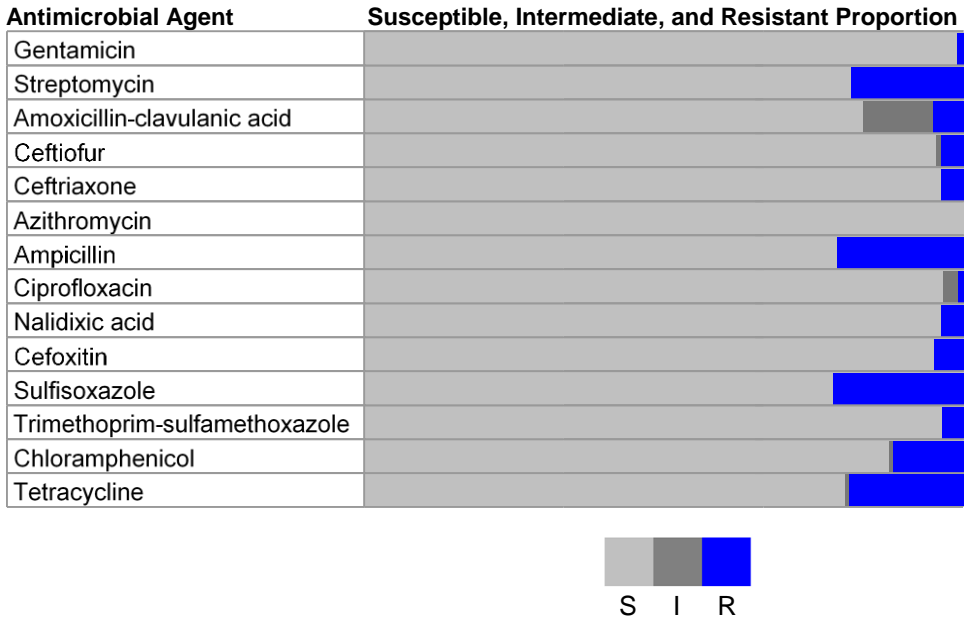 Antimicrobial Agent Susceptible, Intermediate, and Resistant Proportion
Gentamicin
Streptomycin
Amoxicillin-clavulanic acid
Ceftiofur
Ceftriaxone
Azithromycin
Ampicillin
Ciprofloxacin
Nalidixic acid
Cefoxitin
Sulfisoxazole
Trimethoprim-sulfamethoxazole
Chloramphenicol
Tetracycline
S I R